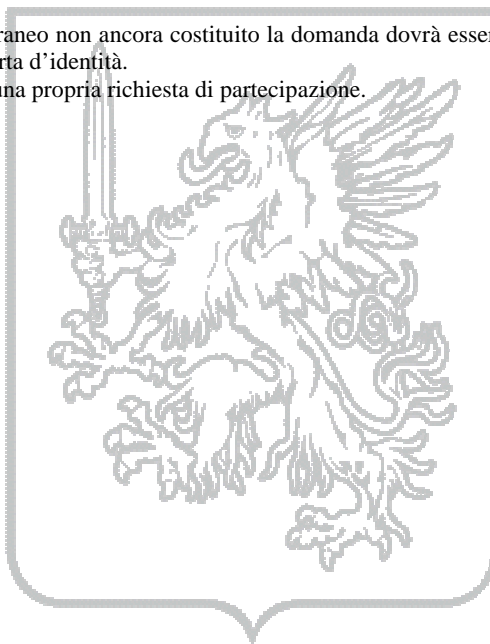 raneo non ancora costituito la domanda dovrà esser
rta d’identità.
una propria richiesta di partecipazione.